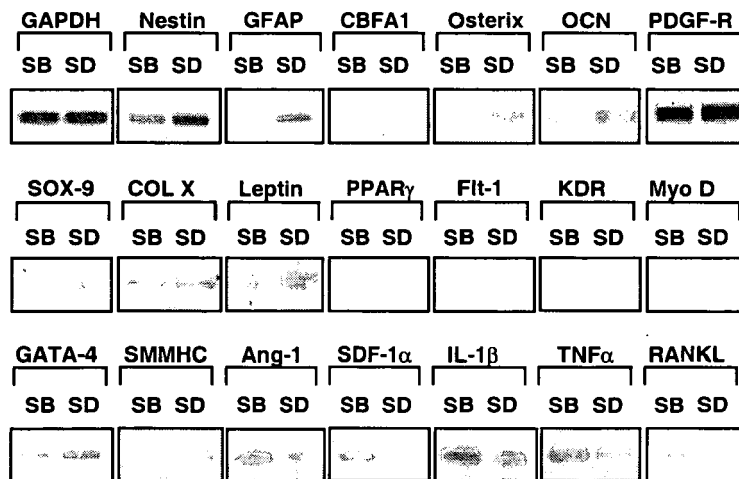 GAPDH Nestin GFAP CBFA1 Osterix OCN PDGF-R
SB SD SB SD SB SD SB SD SB SD SB SD SB SD
SOX-9 COL X Leptin PPARγ Flt-1 KDR Myo D
SB SD SB SD SB SD SB SD SB SD SB SD SB SD
GATA-4 SMMHC Ang-1 SDF-1α IL-1β TNFα RANKL
SB SD SB SD SB SD SB SD SB SD SB SD SB SD